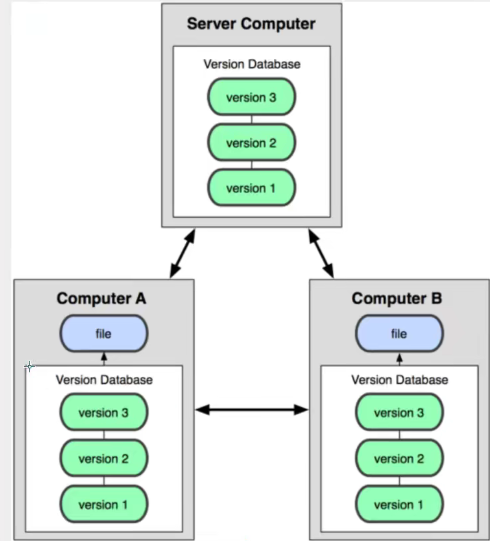 Server Computer
Version Database
version 3
version 2
version 1
Computer A
file
Version Database
version 3
version 2
version 1
Computer B
file
Version Database
version 3
version 2
version 1